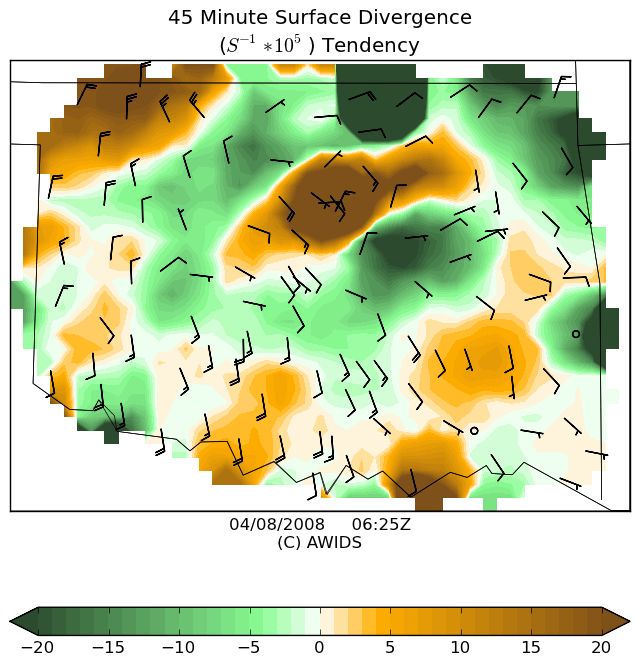 45 Minute Surface Divergence
(S⁻¹ ∗ 10⁵ ) Tendency
04/08/2008 06:25Z
(C) AWIDS
−20 −15 −10 −5 0 5 10 15 20